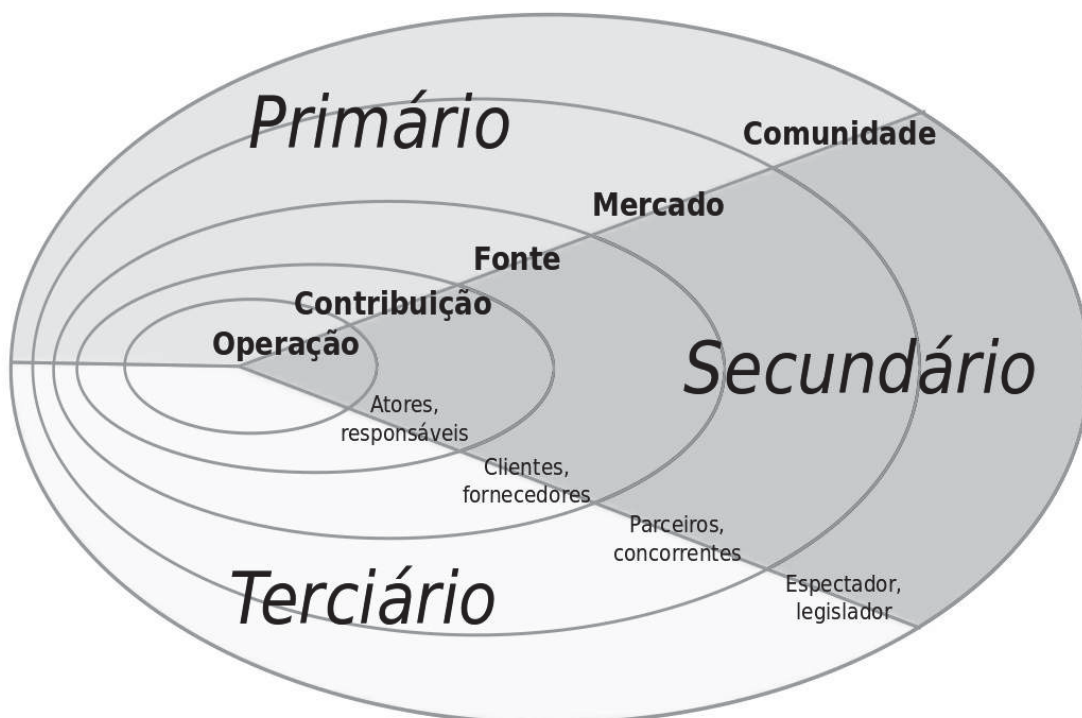 Primário
Comunidade
Mercado
Fonte
Contribuição
Operação
Secundário
Atores,
responsáveis
Clientes,
fornecedores
Parceiros,
concorrentes
Espectador,
legislador
Terciário